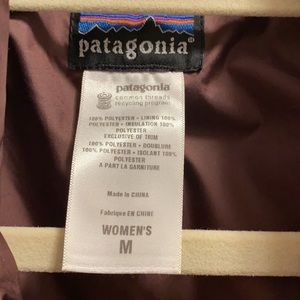 patagonia®
patagonia
common threads
recycling program
100% POLYESTER • LINING 100%
POLYESTER • INSULATION 100%
POLYESTER
EXCLUSIVE OF TRIM
100% POLYESTER • DOUBLURE
100% POLYESTER • ISOLANT 100%
POLYESTER
A PART LA GARNITURE
Made in CHINA
Fabriqué EN CHINE
WOMEN'S
M